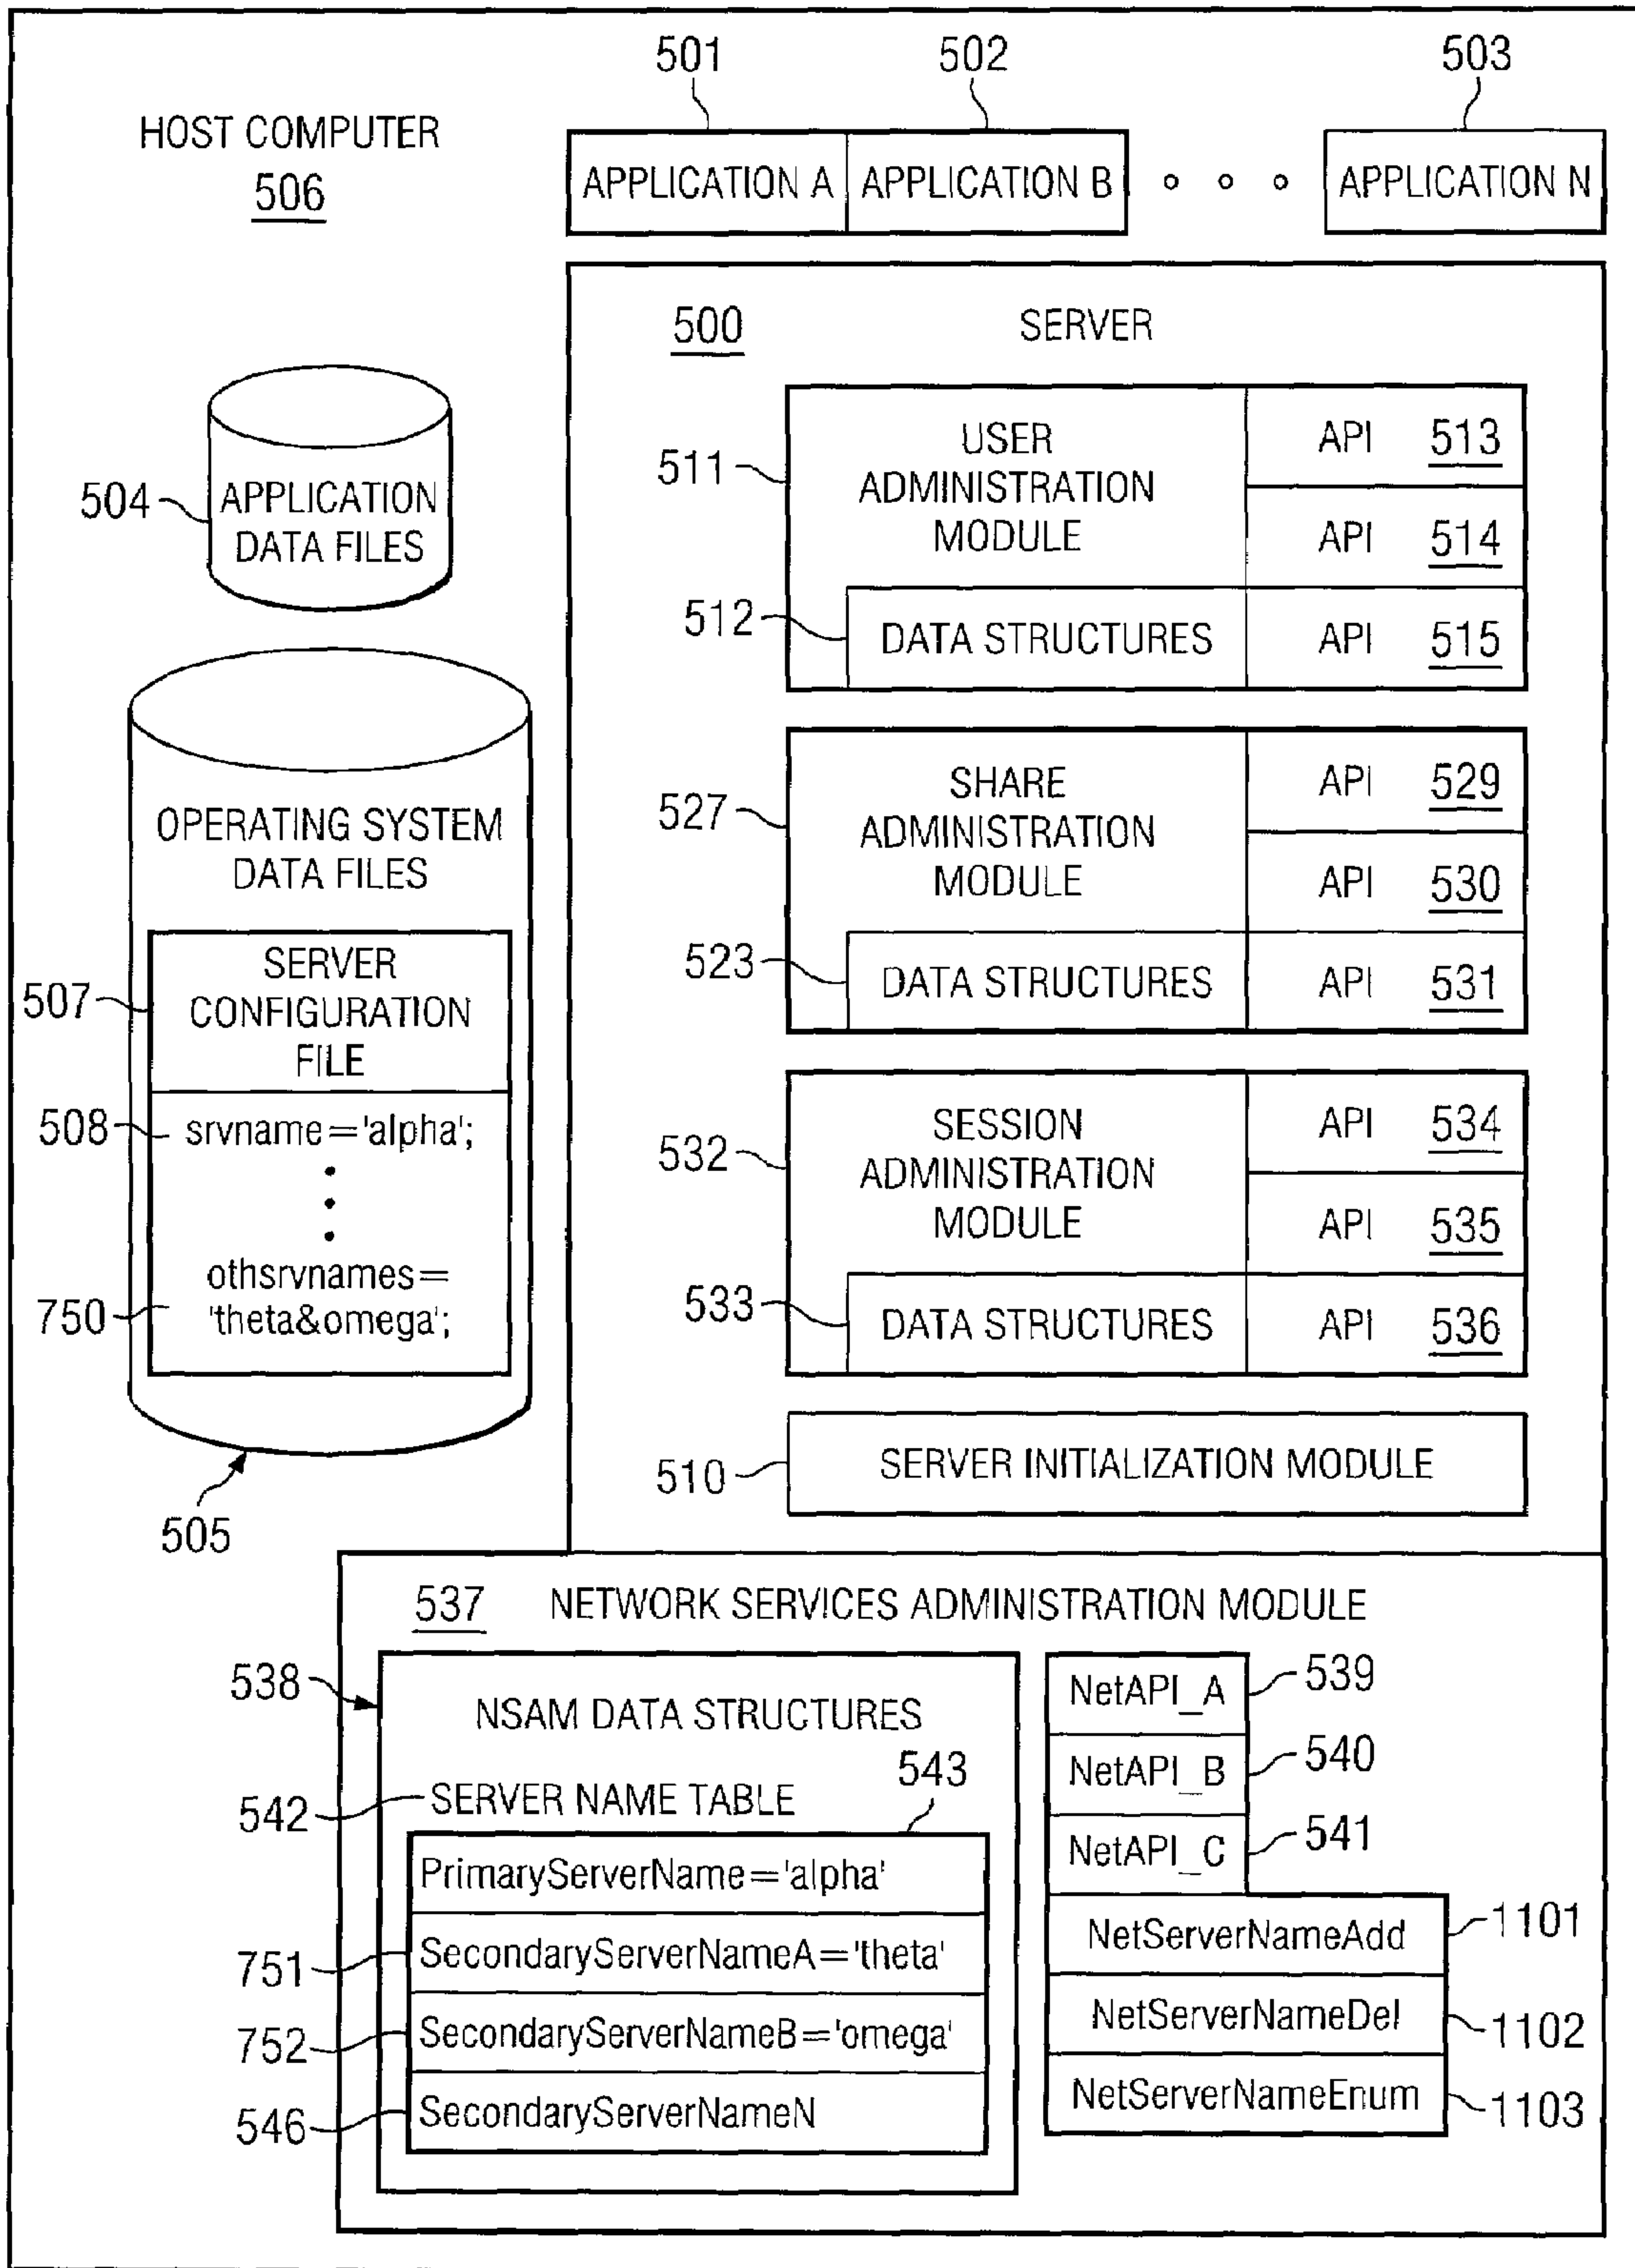 501 502 503
HOST COMPUTER
506
APPLICATION A APPLICATION B APPLICATION N
500 SERVER
504
APPLICATION
DATA FILES
511
USER
ADMINISTRATION
MODULE
API 513
API 514
512
DATA STRUCTURES
API 515
OPERATING SYSTEM
DATA FILES
507
SERVER
CONFIGURATION
FILE
508
srvname='alpha';
750
othsrvnames=
'theta&omega';
505
527
SHARE
ADMINISTRATION
MODULE
API 529
API 530
523
DATA STRUCTURES
API 531
532
SESSION
ADMINISTRATION
MODULE
API 534
API 535
533
DATA STRUCTURES
API 536
510
SERVER INITIALIZATION MODULE
537 NETWORK SERVICES ADMINISTRATION MODULE
538
NSAM DATA STRUCTURES
543
542
SERVER NAME TABLE
PrimaryServerName='alpha'
751
SecondaryServerNameA='theta'
752
SecondaryServerNameB='omega'
546
SecondaryServerNameN
NetAPI_A 539
NetAPI_B 540
NetAPI_C 541
NetServerNameAdd 1101
NetServerNameDel 1102
NetServerNameEnum 1103